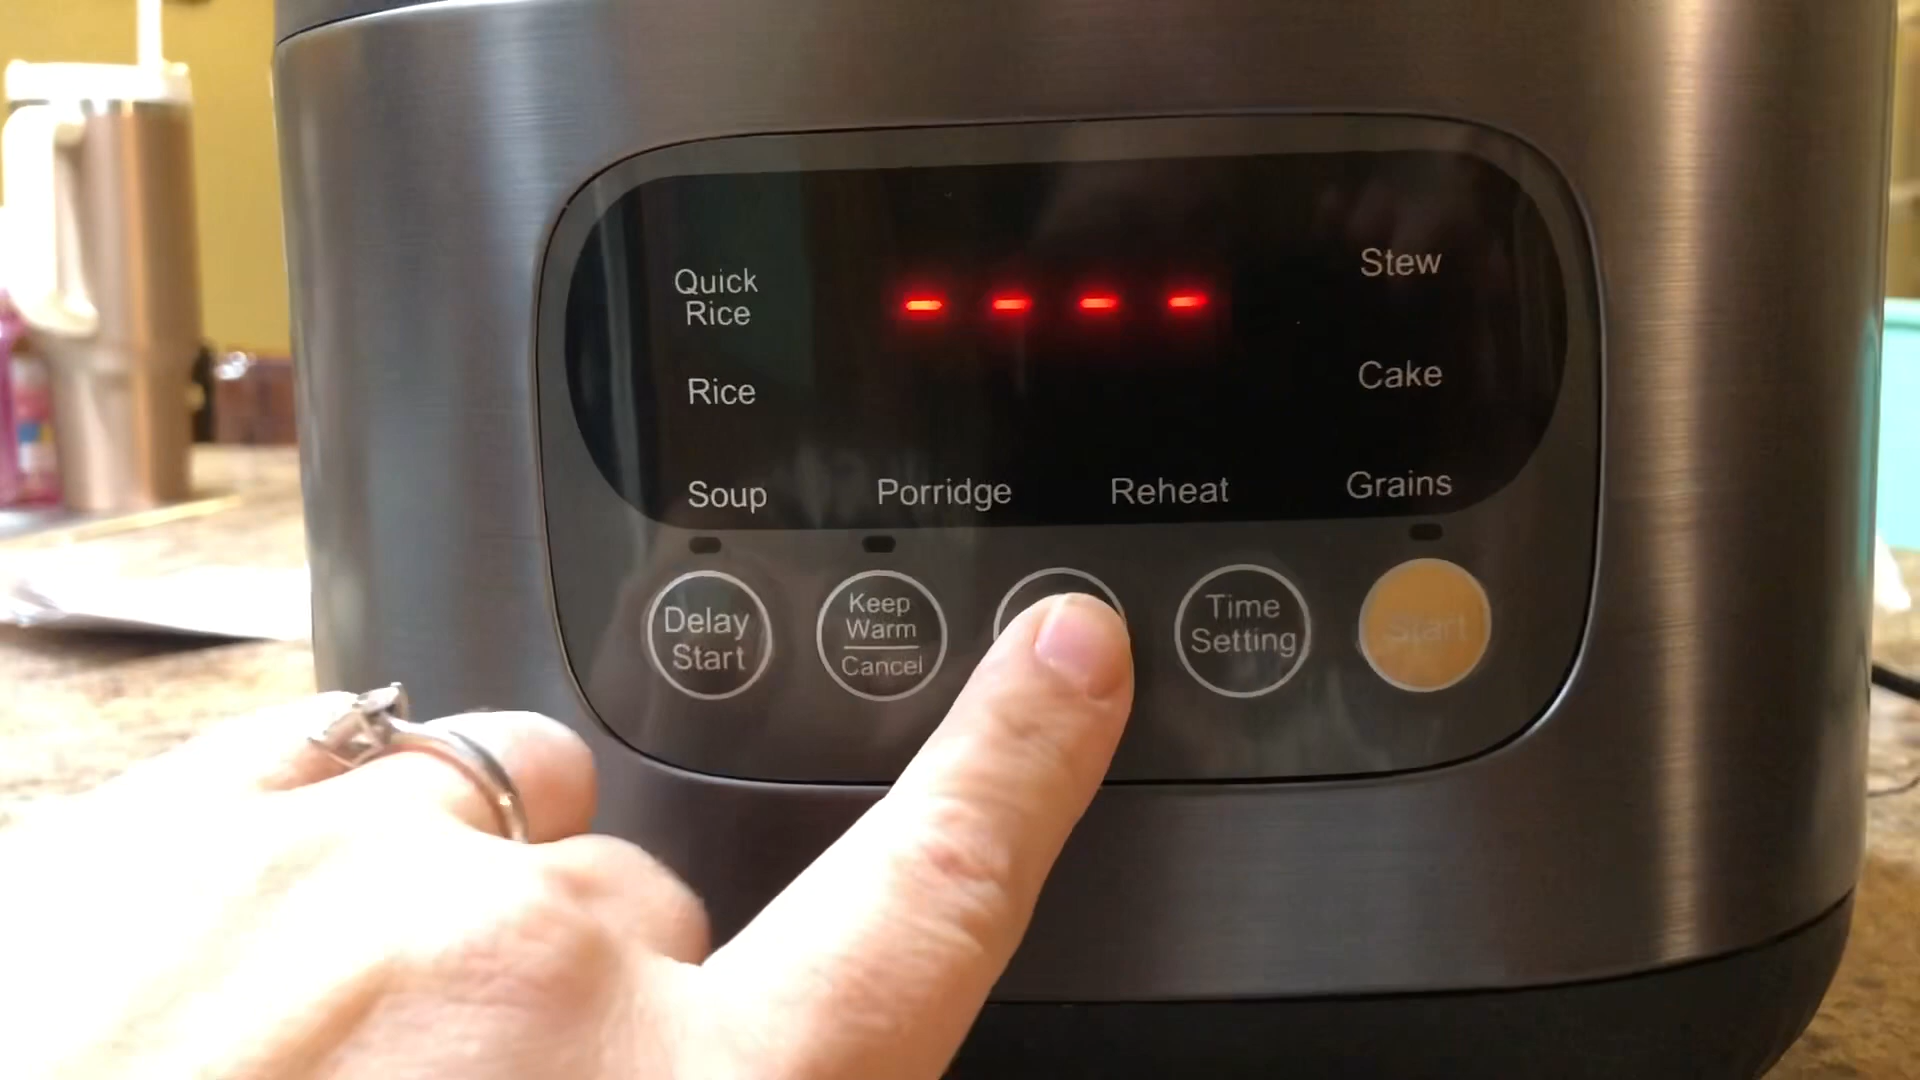 Quick
Rice
Rice
Soup
Porridge
Reheat
Stew
Cake
Grains
- - - -
Delay
Start
Keep
Warm
Cancel
Time
Setting
Start